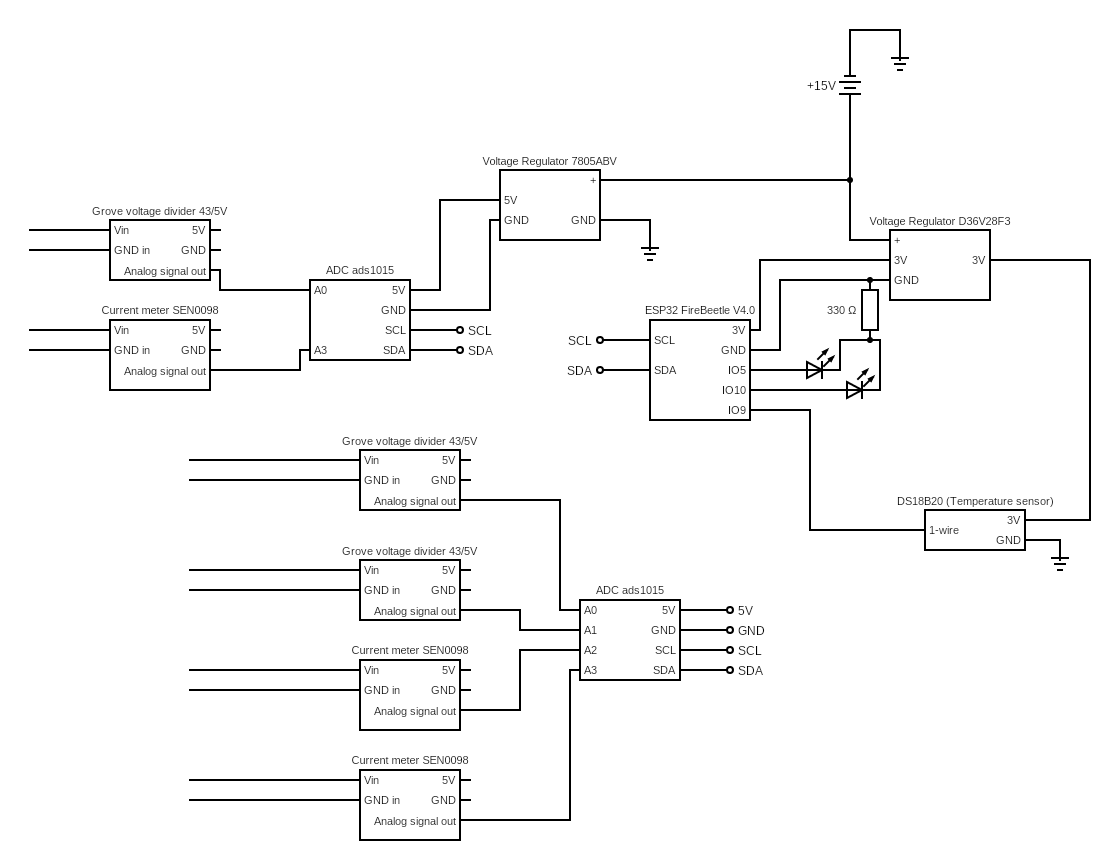 +15V
Voltage Regulator 7805ABV
+
5V
GND
GND
Grove voltage divider 43/5V
Vin
5V
GND in
GND
Analog signal out
Voltage Regulator D36V28F3
+
3V
3V
GND
ADC ads1015
A0
5V
GND
SCL
SCL
A3
SDA
SDA
Current meter SEN0098
Vin
5V
GND in
GND
Analog signal out
330 Ω
ESP32 FireBeetle V4.0
3V
SCL
SCL
GND
SDA
SDA
IO5
IO10
IO9
Grove voltage divider 43/5V
Vin
5V
GND in
GND
Analog signal out
DS18B20 (Temperature sensor)
3V
1-wire
GND
Grove voltage divider 43/5V
Vin
5V
GND in
GND
Analog signal out
ADC ads1015
A0
5V
5V
A1
GND
GND
A2
SCL
SCL
A3
SDA
SDA
Current meter SEN0098
Vin
5V
GND in
GND
Analog signal out
Current meter SEN0098
Vin
5V
GND in
GND
Analog signal out